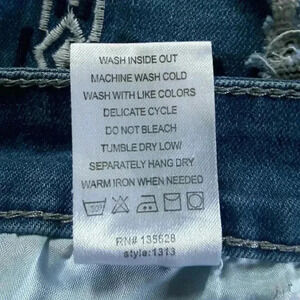 WASH INSIDE OUT
MACHINE WASH COLD
WASH WITH LIKE COLORS
DELICATE CYCLE
DO NOT BLEACH
TUMBLE DRY LOW/
SEPARATELY HANG DRY
WARM IRON WHEN NEEDED
RN# 135628
style:1313